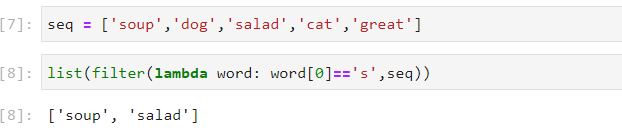 [7]: seq = ['soup','dog','salad','cat','great']
[8]: list(filter(lambda word: word[0]=='s',seq))
[8]: ['soup', 'salad']